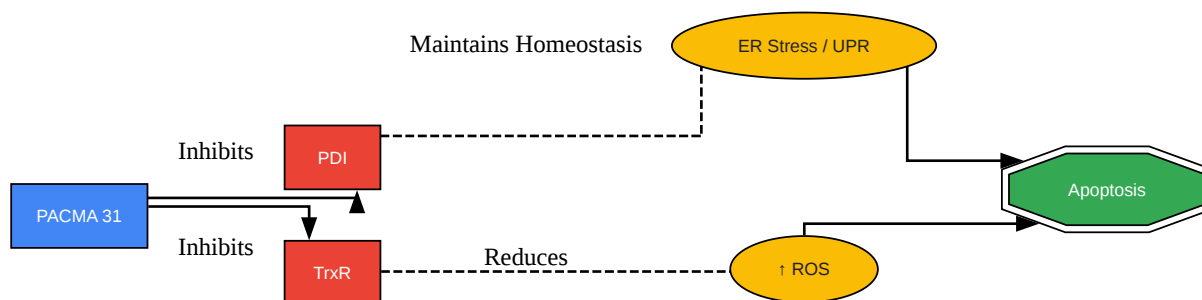 Maintains Homeostasis
ER Stress / UPR
Inhibits
PDI
PACMA 31
Apoptosis
Inhibits
TrxR
Reduces
↑ ROS